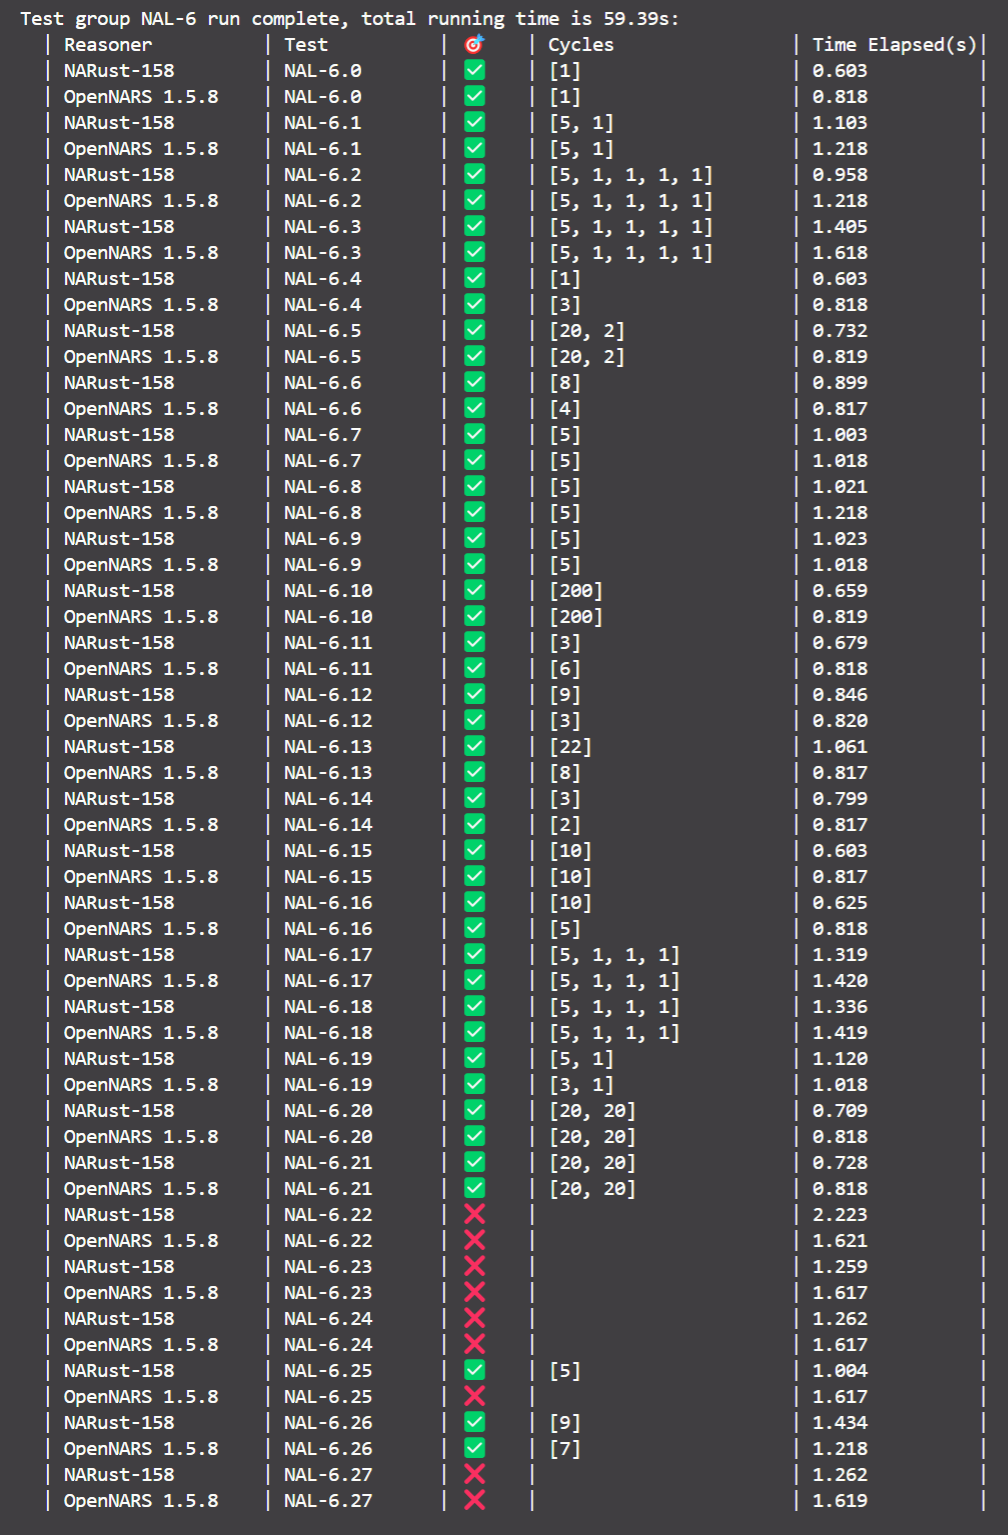 Test group NAL-6 run complete, total running time is 59.39s:
| Reasoner | Test | 🎯 | Cycles | Time Elapsed(s)|
| NARust-158 | NAL-6.0 | ✅ | [1] | 0.603 |
| OpenNARS 1.5.8 | NAL-6.0 | ✅ | [1] | 0.818 |
| NARust-158 | NAL-6.1 | ✅ | [5, 1] | 1.103 |
| OpenNARS 1.5.8 | NAL-6.1 | ✅ | [5, 1] | 1.218 |
| NARust-158 | NAL-6.2 | ✅ | [5, 1, 1, 1, 1] | 0.958 |
| OpenNARS 1.5.8 | NAL-6.2 | ✅ | [5, 1, 1, 1, 1] | 1.218 |
| NARust-158 | NAL-6.3 | ✅ | [5, 1, 1, 1, 1] | 1.405 |
| OpenNARS 1.5.8 | NAL-6.3 | ✅ | [5, 1, 1, 1, 1] | 1.618 |
| NARust-158 | NAL-6.4 | ✅ | [1] | 0.603 |
| OpenNARS 1.5.8 | NAL-6.4 | ✅ | [3] | 0.818 |
| NARust-158 | NAL-6.5 | ✅ | [20, 2] | 0.732 |
| OpenNARS 1.5.8 | NAL-6.5 | ✅ | [20, 2] | 0.819 |
| NARust-158 | NAL-6.6 | ✅ | [8] | 0.899 |
| OpenNARS 1.5.8 | NAL-6.6 | ✅ | [4] | 0.817 |
| NARust-158 | NAL-6.7 | ✅ | [5] | 1.003 |
| OpenNARS 1.5.8 | NAL-6.7 | ✅ | [5] | 1.018 |
| NARust-158 | NAL-6.8 | ✅ | [5] | 1.021 |
| OpenNARS 1.5.8 | NAL-6.8 | ✅ | [5] | 1.218 |
| NARust-158 | NAL-6.9 | ✅ | [5] | 1.023 |
| OpenNARS 1.5.8 | NAL-6.9 | ✅ | [5] | 1.018 |
| NARust-158 | NAL-6.10 | ✅ | [200] | 0.659 |
| OpenNARS 1.5.8 | NAL-6.10 | ✅ | [200] | 0.819 |
| NARust-158 | NAL-6.11 | ✅ | [3] | 0.679 |
| OpenNARS 1.5.8 | NAL-6.11 | ✅ | [6] | 0.818 |
| NARust-158 | NAL-6.12 | ✅ | [9] | 0.846 |
| OpenNARS 1.5.8 | NAL-6.12 | ✅ | [3] | 0.820 |
| NARust-158 | NAL-6.13 | ✅ | [22] | 1.061 |
| OpenNARS 1.5.8 | NAL-6.13 | ✅ | [8] | 0.817 |
| NARust-158 | NAL-6.14 | ✅ | [3] | 0.799 |
| OpenNARS 1.5.8 | NAL-6.14 | ✅ | [2] | 0.817 |
| NARust-158 | NAL-6.15 | ✅ | [10] | 0.603 |
| OpenNARS 1.5.8 | NAL-6.15 | ✅ | [10] | 0.817 |
| NARust-158 | NAL-6.16 | ✅ | [10] | 0.625 |
| OpenNARS 1.5.8 | NAL-6.16 | ✅ | [5] | 0.818 |
| NARust-158 | NAL-6.17 | ✅ | [5, 1, 1, 1] | 1.319 |
| OpenNARS 1.5.8 | NAL-6.17 | ✅ | [5, 1, 1, 1] | 1.420 |
| NARust-158 | NAL-6.18 | ✅ | [5, 1, 1, 1] | 1.336 |
| OpenNARS 1.5.8 | NAL-6.18 | ✅ | [5, 1, 1, 1] | 1.419 |
| NARust-158 | NAL-6.19 | ✅ | [5, 1] | 1.120 |
| OpenNARS 1.5.8 | NAL-6.19 | ✅ | [3, 1] | 1.018 |
| NARust-158 | NAL-6.20 | ✅ | [20, 20] | 0.709 |
| OpenNARS 1.5.8 | NAL-6.20 | ✅ | [20, 20] | 0.818 |
| NARust-158 | NAL-6.21 | ✅ | [20, 20] | 0.728 |
| OpenNARS 1.5.8 | NAL-6.21 | ✅ | [20, 20] | 0.818 |
| NARust-158 | NAL-6.22 | ❌ | | 2.223 |
| OpenNARS 1.5.8 | NAL-6.22 | ❌ | | 1.621 |
| NARust-158 | NAL-6.23 | ❌ | | 1.259 |
| OpenNARS 1.5.8 | NAL-6.23 | ❌ | | 1.617 |
| NARust-158 | NAL-6.24 | ❌ | | 1.262 |
| OpenNARS 1.5.8 | NAL-6.24 | ❌ | | 1.617 |
| NARust-158 | NAL-6.25 | ✅ | [5] | 1.004 |
| OpenNARS 1.5.8 | NAL-6.25 | ❌ | | 1.617 |
| NARust-158 | NAL-6.26 | ✅ | [9] | 1.434 |
| OpenNARS 1.5.8 | NAL-6.26 | ✅ | [7] | 1.218 |
| NARust-158 | NAL-6.27 | ❌ | | 1.262 |
| OpenNARS 1.5.8 | NAL-6.27 | ❌ | | 1.619 |